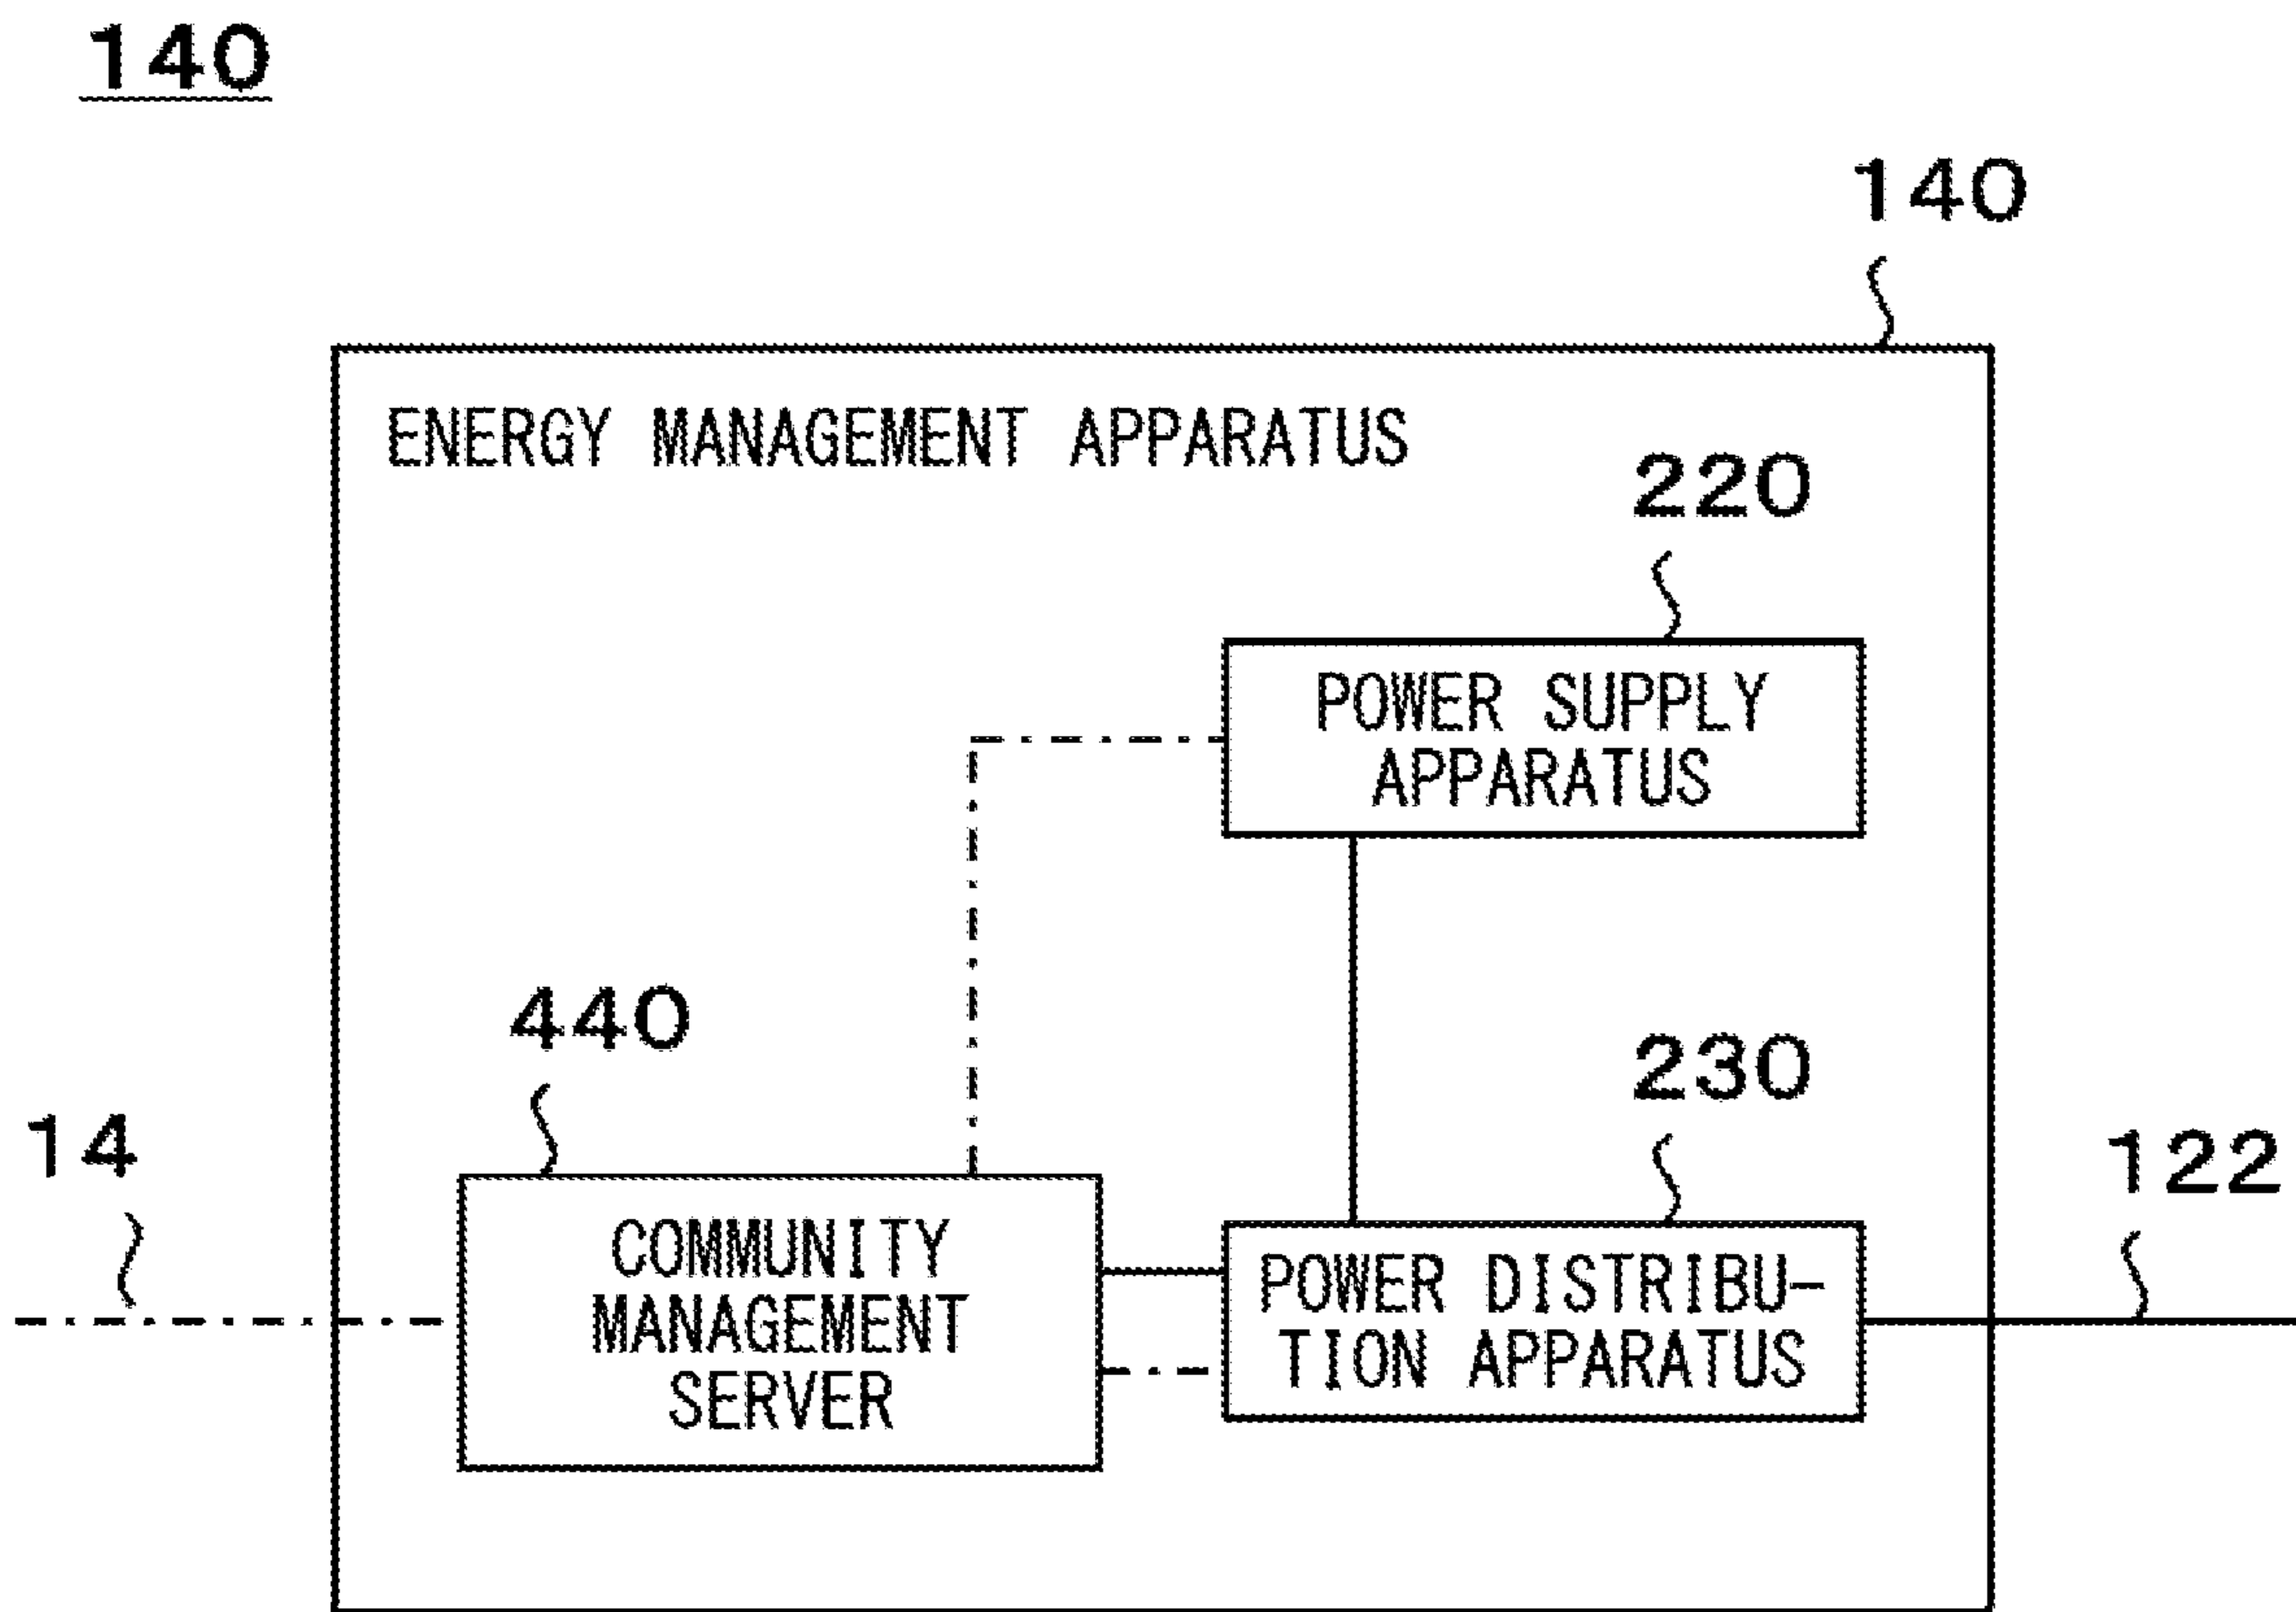 140
140
ENERGY MANAGEMENT APPARATUS
220
POWER SUPPLY
APPARATUS
440
230
14
122
COMMUNITY
MANAGEMENT
SERVER
POWER DISTRIBU-
TION APPARATUS